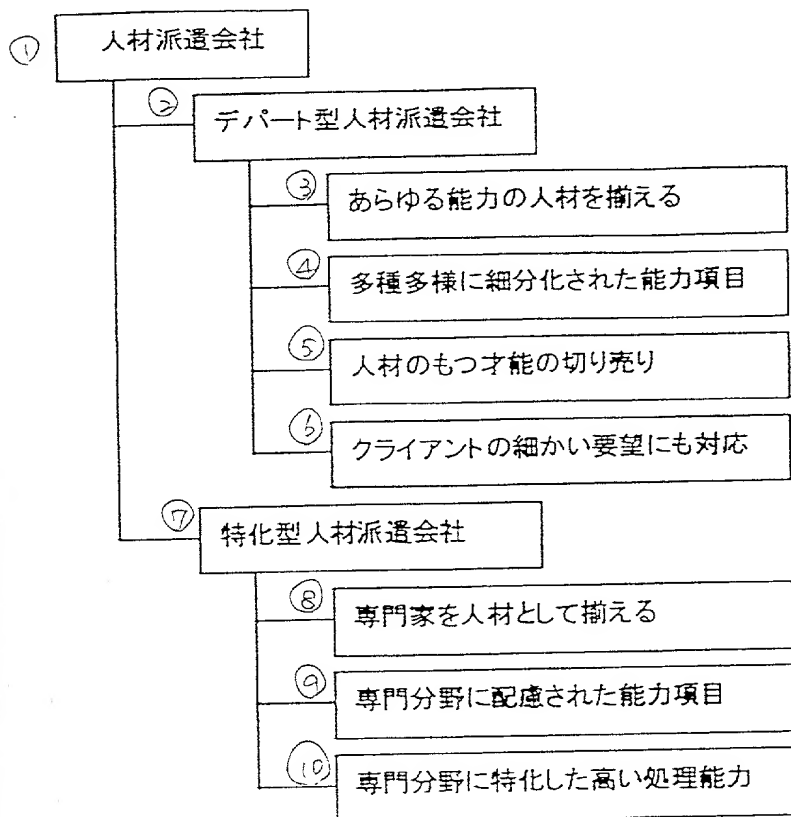 ① 人材派遣会社
② デパート型人材派遣会社
③ あらゆる能力の人材を揃える
④ 多種多様に細分化された能力項目
⑤ 人材のもつ才能の切り売り
⑥ クライアントの細かい要望にも対応
⑦ 特化型人材派遣会社
⑧ 専門家を人材として揃える
⑨ 専門分野に配慮された能力項目
⑩ 専門分野に特化した高い処理能力